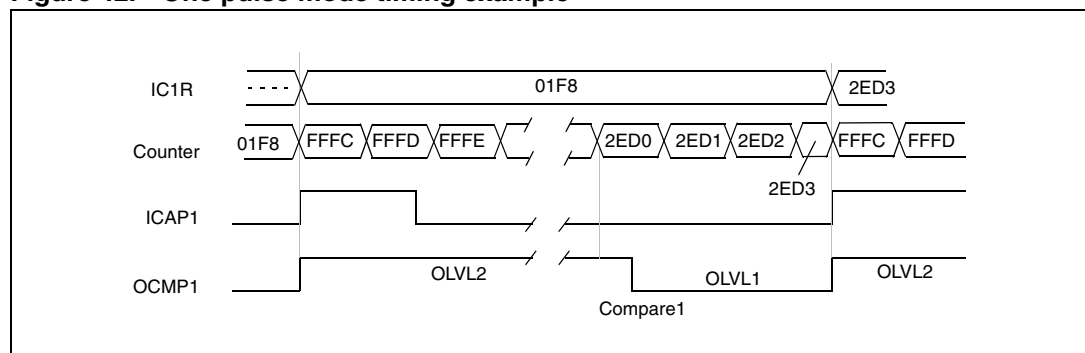 Figure 42. One pulse mode timing example
IC1R 01F8 2ED3
Counter 01F8 FFFC FFFD FFFE 2ED0 2ED1 2ED2 FFFC FFFD
2ED3
ICAP1
OCMP1 OLVL2 OLVL1 OLVL2
Compare1